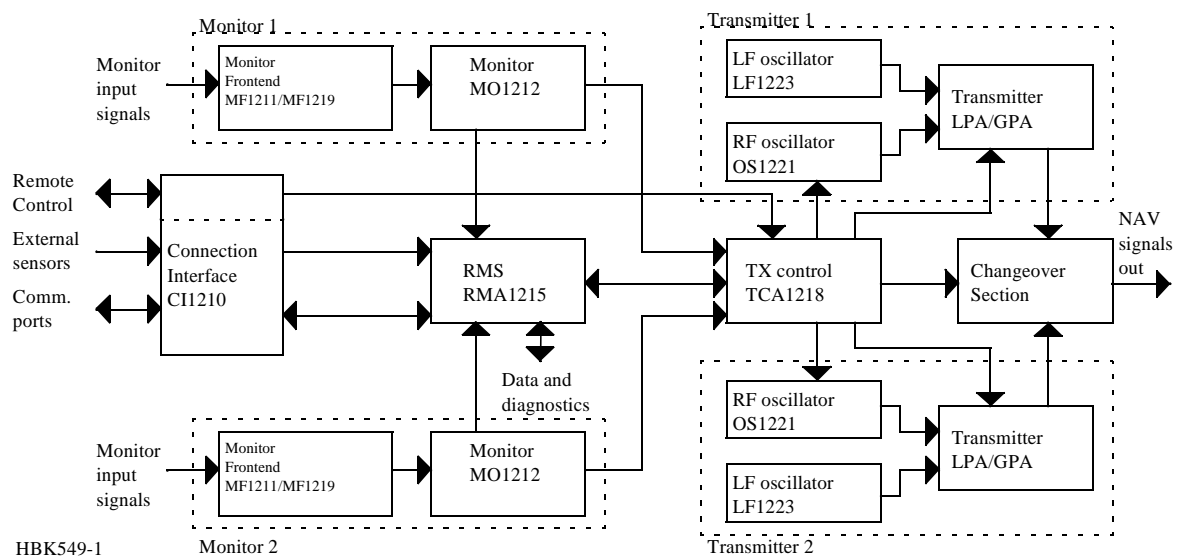 Monitor 1
Transmitter 1
Monitor
input
signals
Monitor
Frontend
MF1211/MF1219
Monitor
MO1212
LF oscillator
LF1223
Transmitter
LPA/GPA
RF oscillator
OS1221
Remote
Control
External
sensors
Comm.
ports
Connection
Interface
CI1210
RMS
RMA1215
TX control
TCA1218
Changeover
Section
NAV
signals
out
Data and
diagnostics
Monitor
input
signals
Monitor
Frontend
MF1211/MF1219
Monitor
MO1212
RF oscillator
OS1221
Transmitter
LPA/GPA
LF oscillator
LF1223
HBK549-1
Monitor 2
Transmitter 2